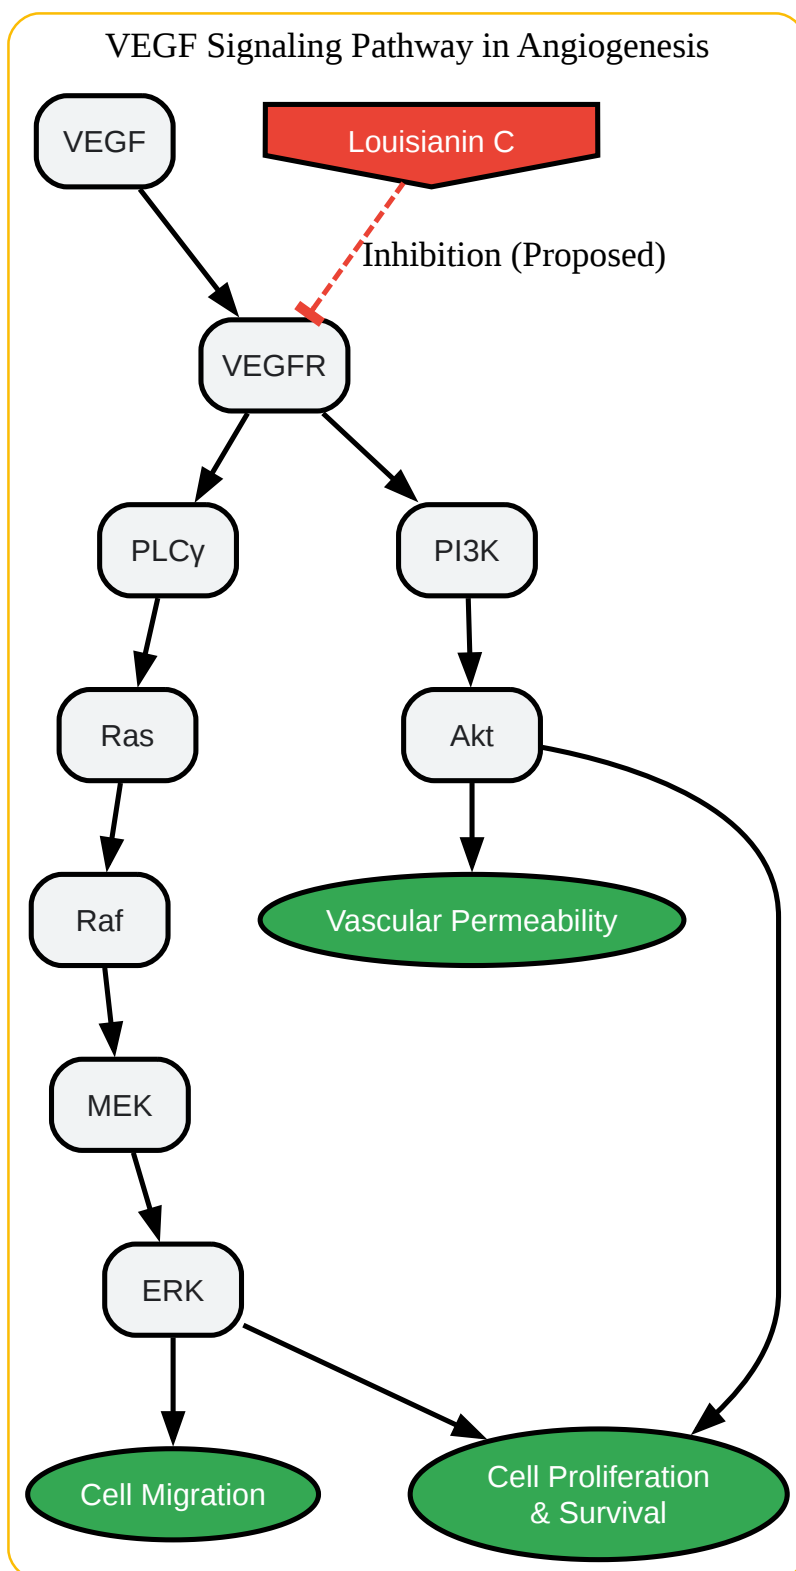 VEGF Signaling Pathway in Angiogenesis
VEGF
Louisianin C
Inhibition (Proposed)
VEGFR
PLCγ
PI3K
Ras
Akt
Raf
Vascular Permeability
MEK
ERK
Cell Migration
Cell Proliferation
& Survival